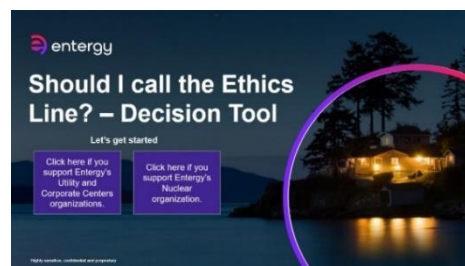 entergy
Should I call the Ethics
Line? – Decision Tool
Let's get started
Click here if you
support Entergy's
Utility and
Corporate Centers
organizations.
Click here if you
support Entergy's
Nuclear
organization.
Highly sensitive, confidential and proprietary